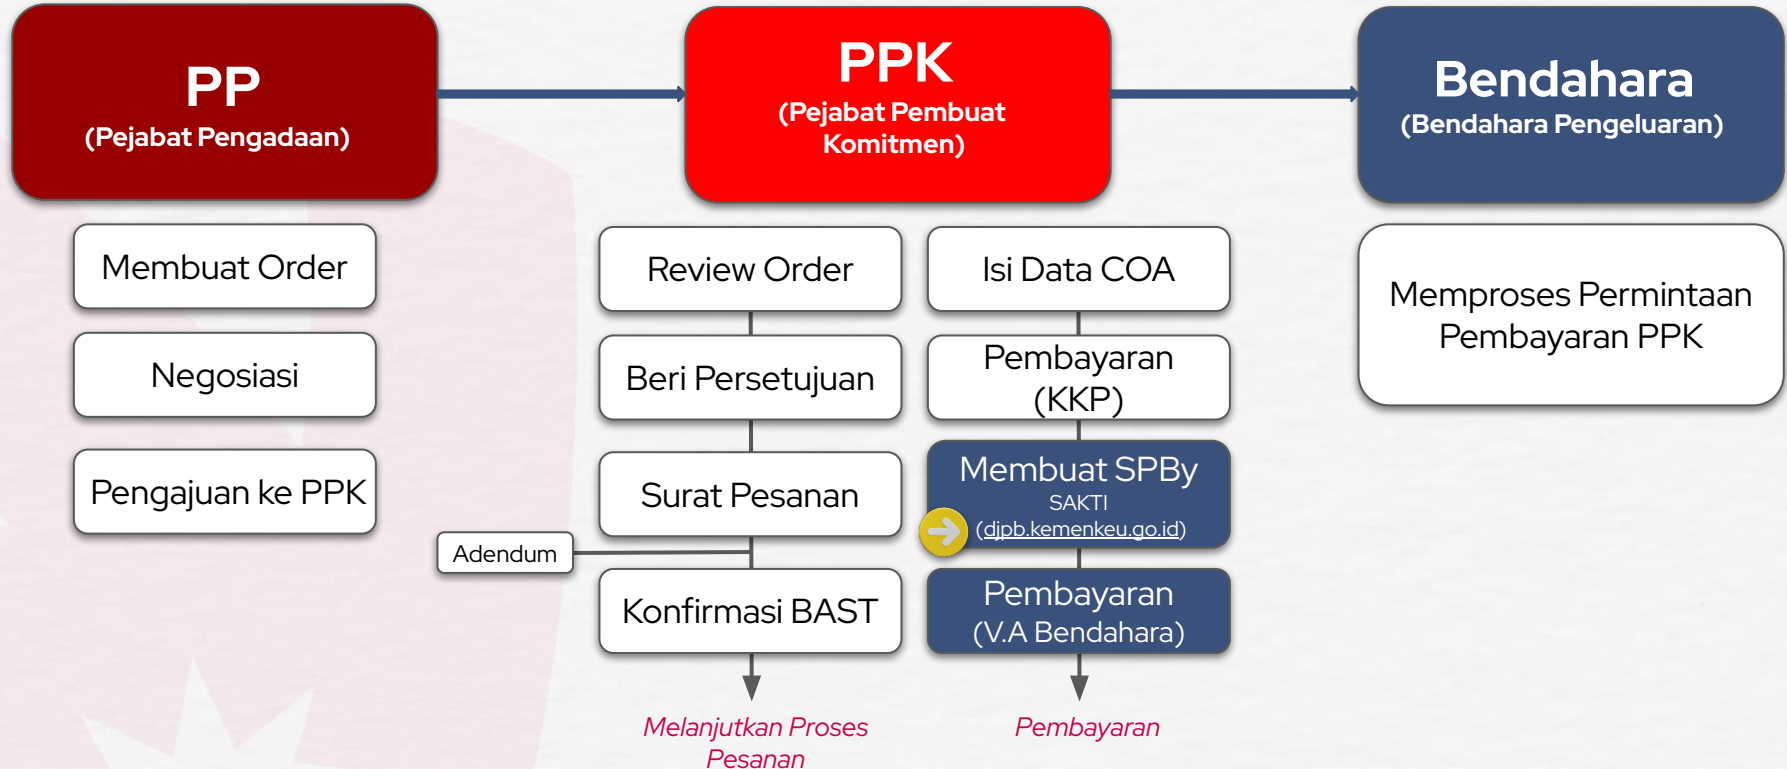 PP
(Pejabat Pengadaan)
Membuat Order
Negosiasi
Pengajuan ke PPK
PPK
(Pejabat Pembuat
Komitmen)
Review Order
Beri Persetujuan
Surat Pesanan
Adendum
Konfirmasi BAST
Melanjutkan Proses
Pesanan
Isi Data COA
Pembayaran
(KKP)
Membuat SPBy
SAKTI
(djpb.kemenkeu.go.id)
Pembayaran
(V.A Bendahara)
Pembayaran
Bendahara
(Bendahara Pengeluaran)
Memproses Permintaan
Pembayaran PPK